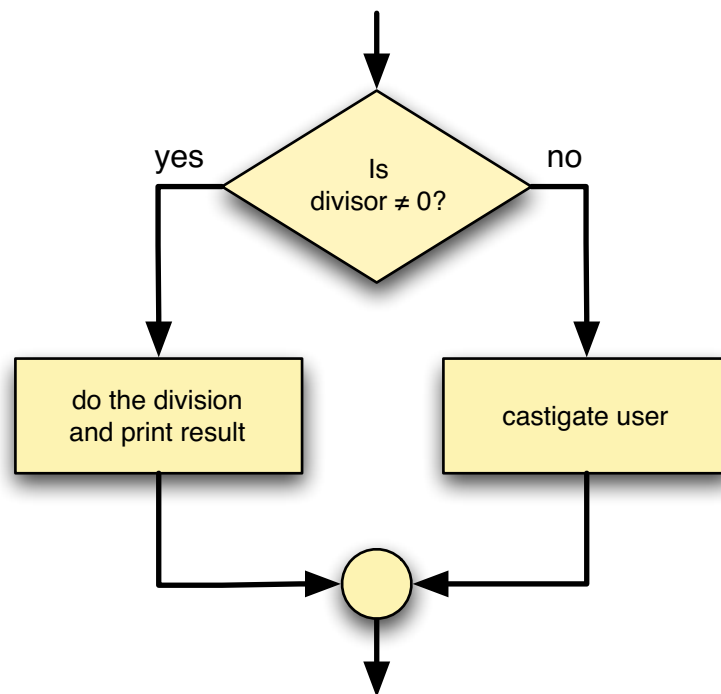 yes
no
Is
divisor ≠ 0?
do the division
and print result
castigate user